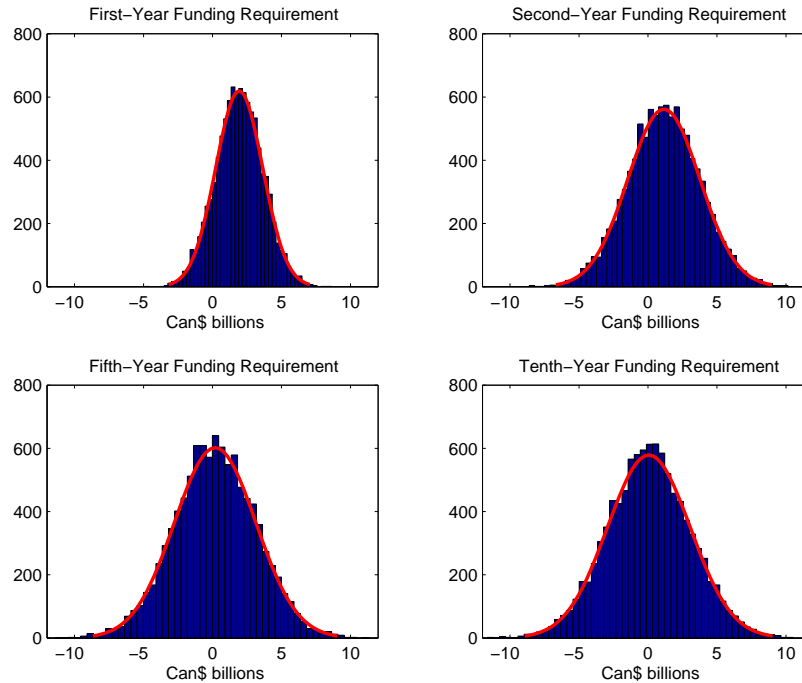 First−Year Funding Requirement
800
600
400
200
0
−10 −5 0 5 10
Can$ billions
Second−Year Funding Requirement
800
600
400
200
0
−10 −5 0 5 10
Can$ billions
Fifth−Year Funding Requirement
800
600
400
200
0
−10 −5 0 5 10
Can$ billions
Tenth−Year Funding Requirement
800
600
400
200
0
−10 −5 0 5 10
Can$ billions